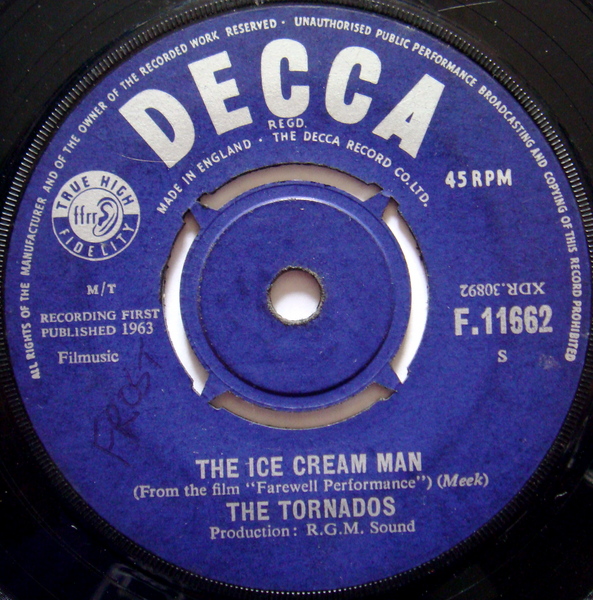 ALL RIGHTS OF THE MANUFACTURER AND OF THE OWNER OF THE RECORDED WORK RESERVED · UNAUTHORISED PUBLIC PERFORMANCE BROADCASTING AND COPYING OF THIS RECORD PROHIBITED
DECCA
REGD.
MADE IN ENGLAND · THE DECCA RECORD CO. LTD.
TRUE HIGH
ffrr
FIDELITY
45 RPM
M/T
XDR.30892
RECORDING FIRST
PUBLISHED 1963
F.11662
Filmusic
S
FROST
THE ICE CREAM MAN
(From the film "Farewell Performance") (Meek)
THE TORNADOS
Production: R.G.M. Sound